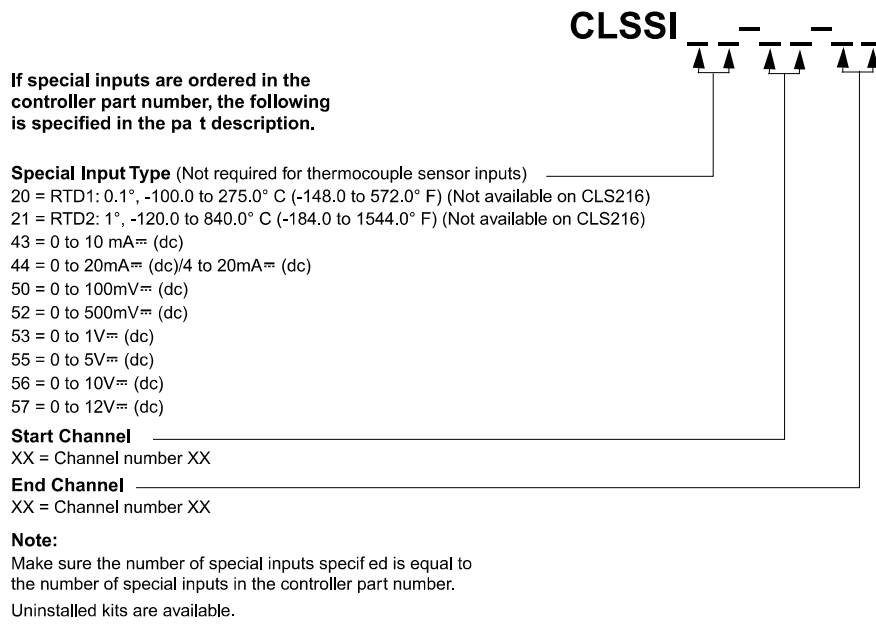 CLSSI _ _ - _ _ - _ _
If special inputs are ordered in the
controller part number, the following
is specified in the pa t description.
Special Input Type (Not required for thermocouple sensor inputs)
20 = RTD1: 0.1°, -100.0 to 275.0° C (-148.0 to 572.0° F) (Not available on CLS216)
21 = RTD2: 1°, -120.0 to 840.0° C (-184.0 to 1544.0° F) (Not available on CLS216)
43 = 0 to 10 mA⎓ (dc)
44 = 0 to 20mA⎓ (dc)/4 to 20mA⎓ (dc)
50 = 0 to 100mV⎓ (dc)
52 = 0 to 500mV⎓ (dc)
53 = 0 to 1V⎓ (dc)
55 = 0 to 5V⎓ (dc)
56 = 0 to 10V⎓ (dc)
57 = 0 to 12V⎓ (dc)
Start Channel
XX = Channel number XX
End Channel
XX = Channel number XX
Note:
Make sure the number of special inputs specif ed is equal to
the number of special inputs in the controller part number.
Uninstalled kits are available.